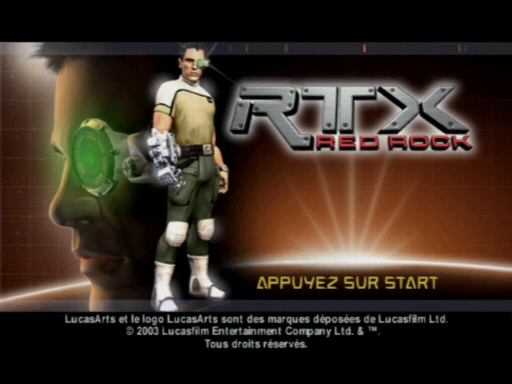 RTX
RED ROCK
APPUYEZ SUR START
LucasArts et le logo LucasArts sont des marques déposées de Lucasfilm Ltd.
© 2003 Lucasfilm Entertainment Company Ltd. & ™.
Tous droits réservés.